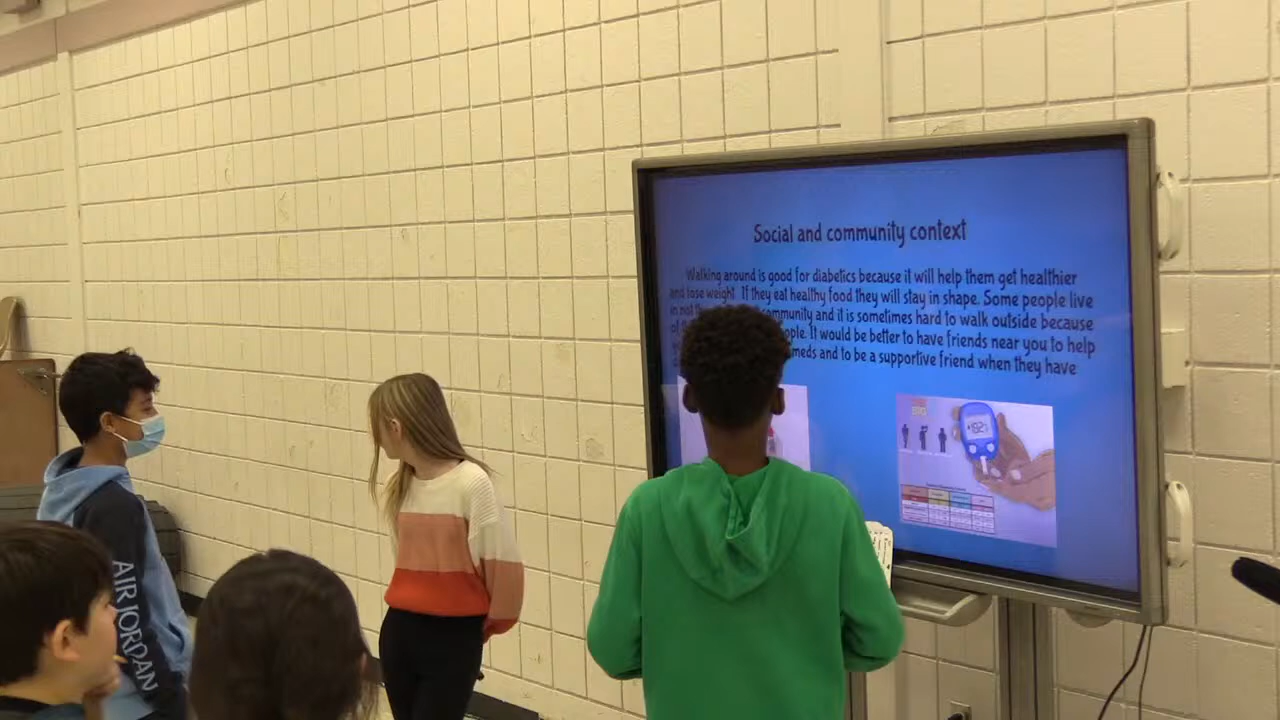 Social and community context
Walking around is good for diabetics because it will help them get healthier
and lose weight. If they eat healthy food they will stay in shape. Some people live
in not community and it is sometimes hard to walk outside because
of It would be better to have friends near you to help
meds and to be a supportive friend when they have
AIR JORDAN